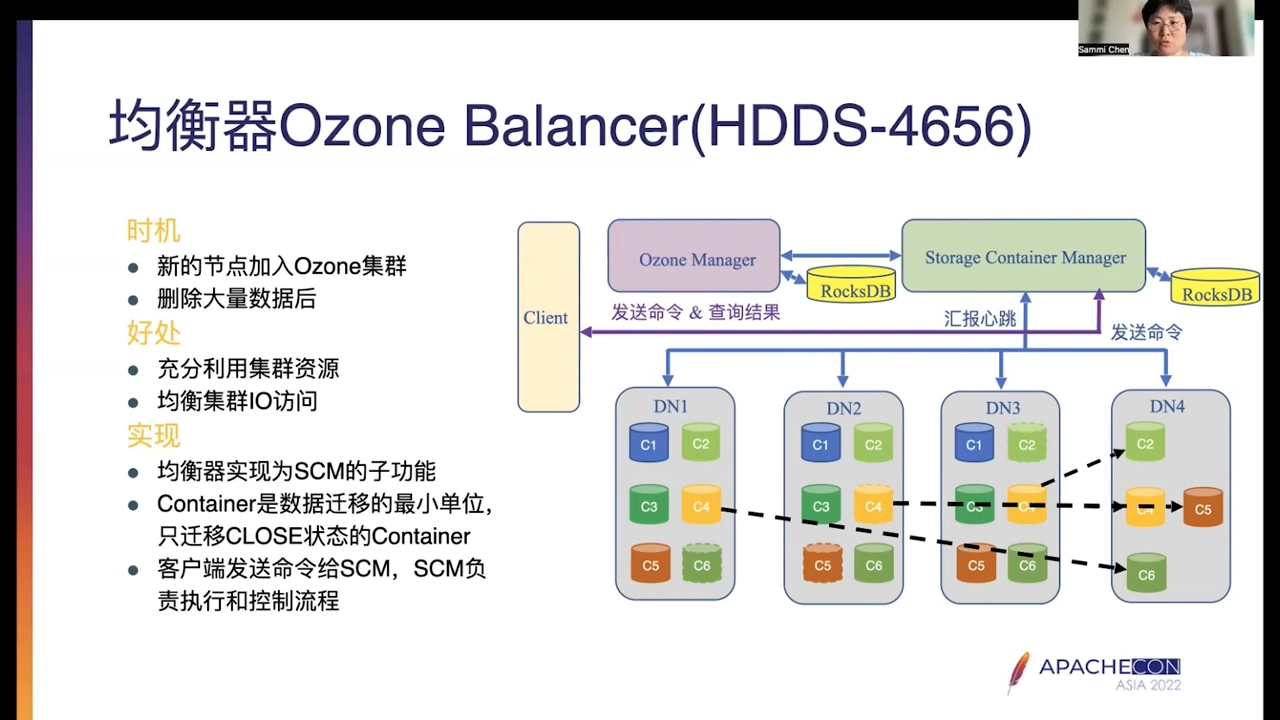 Sammi Chen
均衡器Ozone Balancer(HDDS-4656)
时机
新的节点加入Ozone集群
删除大量数据后
好处
充分利用集群资源
均衡集群IO访问
实现
均衡器实现为SCM的子功能
Container是数据迁移的最小单位，
只迁移CLOSE状态的Container
客户端发送命令给SCM，SCM负
责执行和控制流程
Client
Ozone Manager
RocksDB
Storage Container Manager
RocksDB
发送命令 & 查询结果
汇报心跳
发送命令
DN1
C1 C2
C3 C4
C5 C6
DN2
C1 C2
C3 C4
C5 C6
DN3
C1 C2
C3 C4
C5 C6
DN4
C2
C4 C5
C6
APACHECON
ASIA 2022